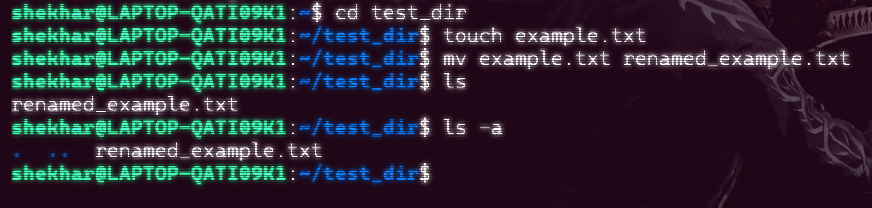 shekhar@LAPTOP-QATI09K1:~$ cd test_dir
shekhar@LAPTOP-QATI09K1:~/test_dir$ touch example.txt
shekhar@LAPTOP-QATI09K1:~/test_dir$ mv example.txt renamed_example.txt
shekhar@LAPTOP-QATI09K1:~/test_dir$ ls
renamed_example.txt
shekhar@LAPTOP-QATI09K1:~/test_dir$ ls -a
.  ..  renamed_example.txt
shekhar@LAPTOP-QATI09K1:~/test_dir$